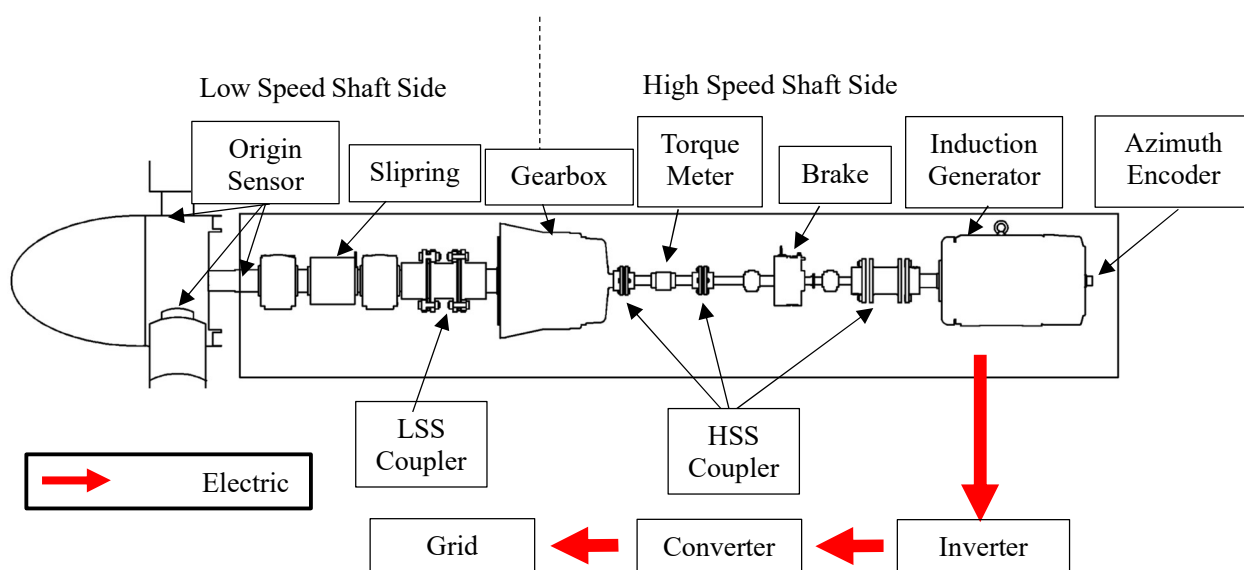 Low Speed Shaft Side
High Speed Shaft Side
Origin
Sensor
Slipring
Gearbox
Torque
Meter
Brake
Induction
Generator
Azimuth
Encoder
LSS
Coupler
HSS
Coupler
Electric
Grid
Converter
Inverter